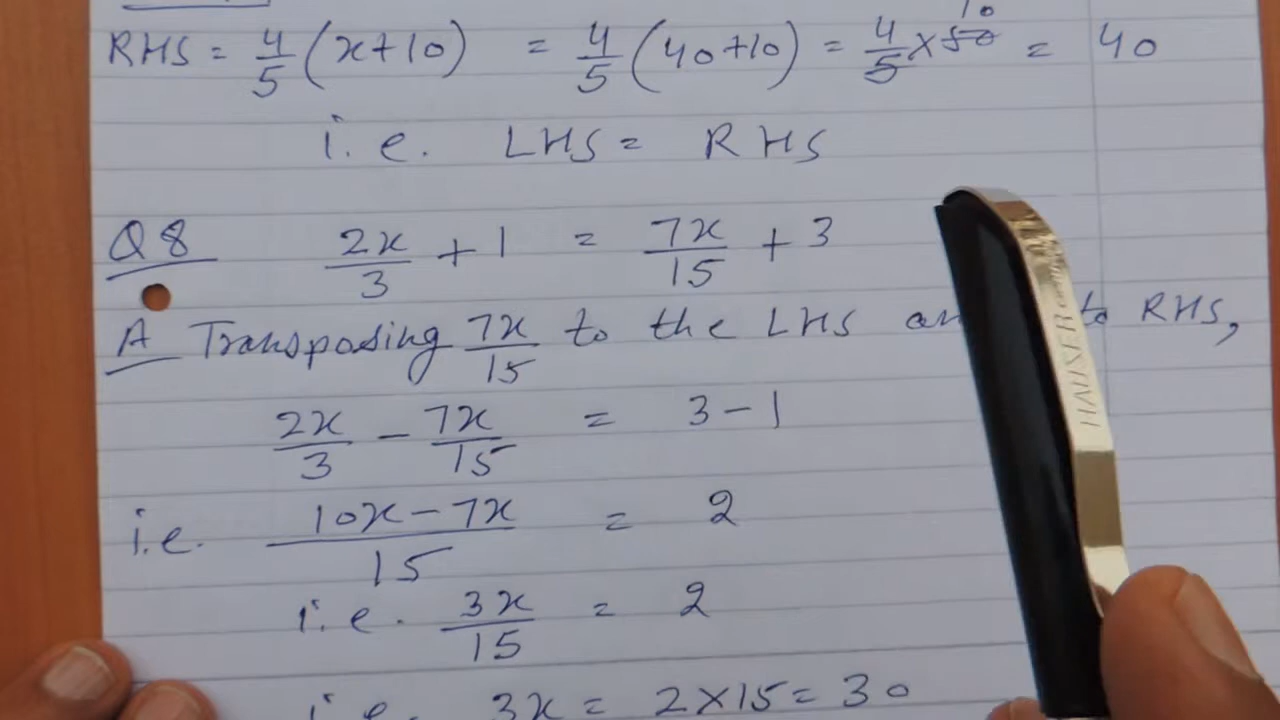 RHS = 4/5 (x+10) = 4/5 (40+10) = 4/5 × 50 10 = 40
i.e. LHS = RHS
Q8 2x/3 + 1 = 7x/15 + 3
A Transposing 7x/15 to the LHS to RHS,
2x/3 - 7x/15 = 3 - 1
i.e. 10x - 7x/15 = 2
i.e. 3x/15 = 2
i.e. 3x = 2×15 = 30
HAUSER